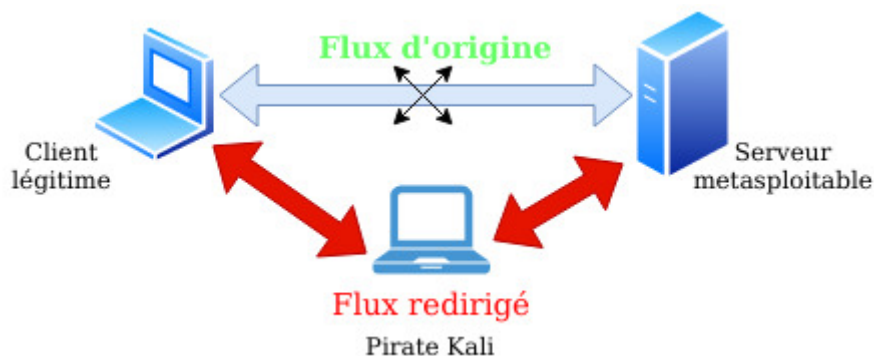 Flux d'origine
Client
légitime
Serveur
metasploitable
Flux redirigé
Pirate Kali